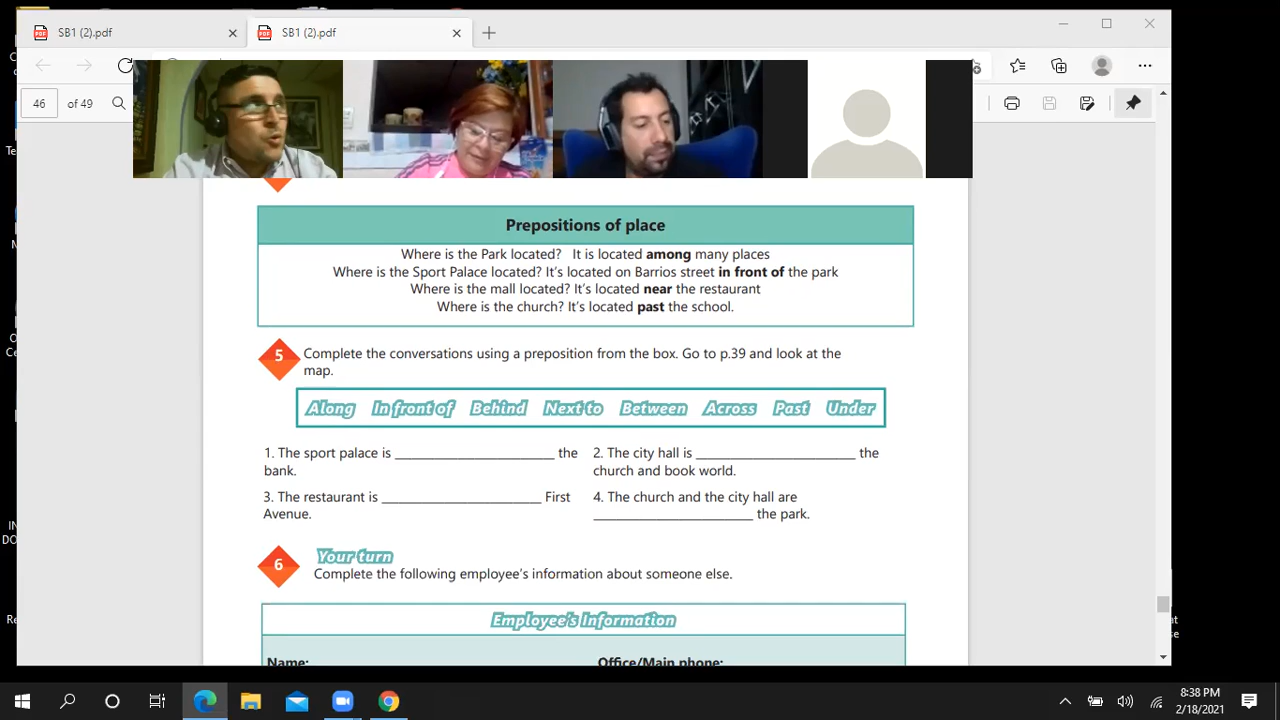 SB1 (2).pdf
SB1 (2).pdf
46 of 49
Prepositions of place
Where is the Park located? It is located among many places
Where is the Sport Palace located? It's located on Barrios street in front of the park
Where is the mall located? It's located near the restaurant
Where is the church? It's located past the school.
5
Complete the conversations using a preposition from the box. Go to p.39 and look at the
map.
Along In front of Behind Next to Between Across Past Under
1. The sport palace is ______________________ the
bank.
2. The city hall is ______________________ the
church and book world.
3. The restaurant is ______________________ First
Avenue.
4. The church and the city hall are
______________________ the park.
6
Your turn
Complete the following employee's information about someone else.
Employee's Information
Name:
Office/Main phone:
8:38 PM
2/18/2021